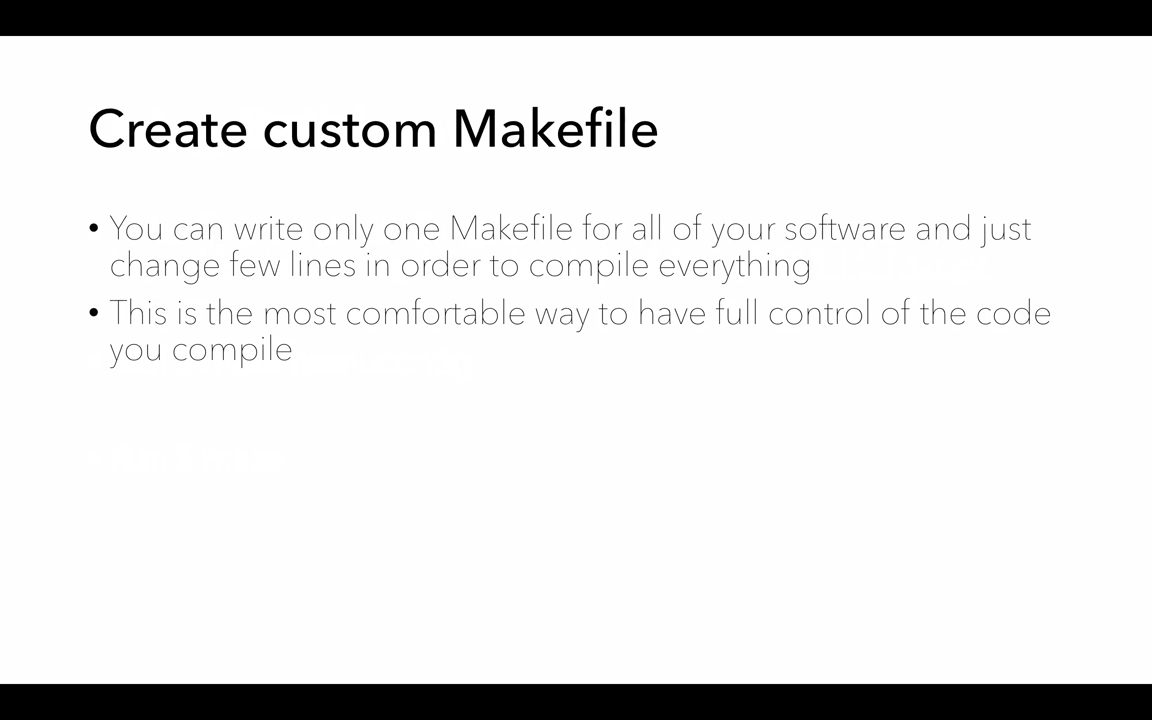 Create custom Makefile
• You can write only one Makefile for all of your software and just
change few lines in order to compile everything
• This is the most comfortable way to have full control of the code
you compile